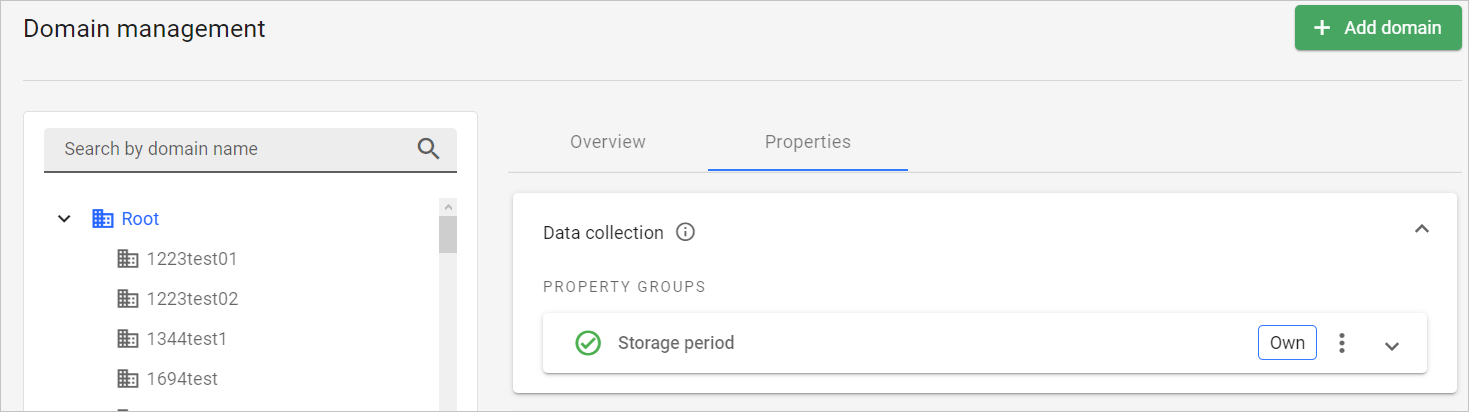 Domain management
Add domain
Search by domain name
Root
1223test01
1223test02
1344test1
1694test
Overview
Properties
Data collection
PROPERTY GROUPS
Storage period
Own